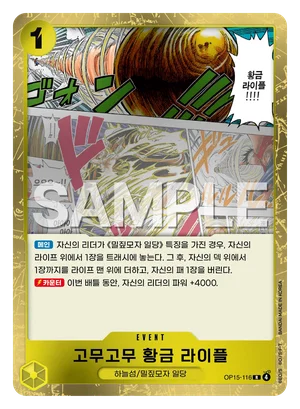 1
ゴオン
황금
라이플
!!!!
SAMPLE
메인 자신의 리더가 《밀짚모자 일당》 특징을 가진 경우, 자신의
라이프 위에서 1장을 트래시에 놓는다. 그 후, 자신의 덱 위에서
1장까지를 라이프 맨 위에 더하고, 자신의 패 1장을 버린다.
카운터 이번 배틀 동안, 자신의 리더의 파워 +4000.
EVENT
고무고무 황금 라이플
하늘섬/밀짚모자 일당
OP15-116 R